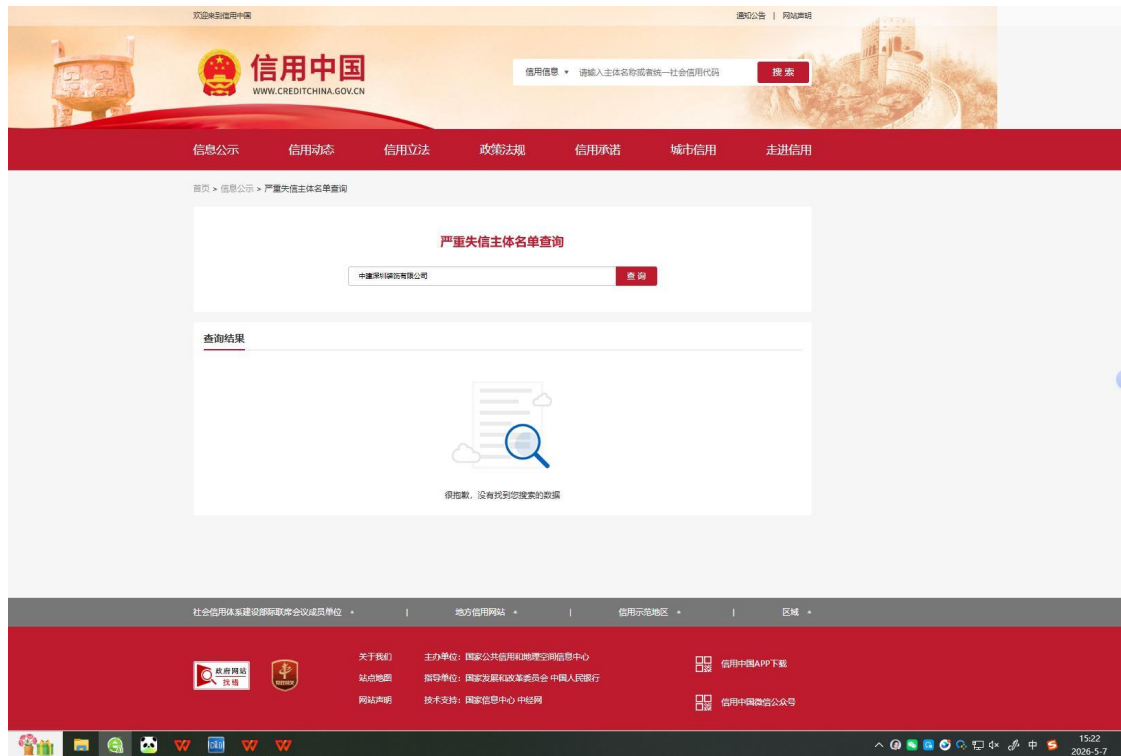 欢迎来到信用中国
通知公告 | 网站声明
信用中国
WWW.CREDITCHINA.GOV.CN
信用信息 请输入主体名称或者统一社会信用代码 搜索
信息公示 信用动态 信用立法 政策法规 信用承诺 城市信用 走进信用
首页 > 信息公示 > 严重失信主体名单查询
严重失信主体名单查询
中建深圳装饰有限公司 查询
查询结果
很抱歉，没有找到您搜索的数据
社会信用体系建设部际联席会议成员单位 | 地方信用网站 | 信用示范地区 | 区域
政府网站
找错
关于我们 主办单位：国家公共信用和地理空间信息中心
站点地图 指导单位：国家发展和改革委员会 中国人民银行
网站声明 技术支持：国家信息中心 中经网
信用中国APP下载
信用中国微信公众号
中
15:22
2026-5-7